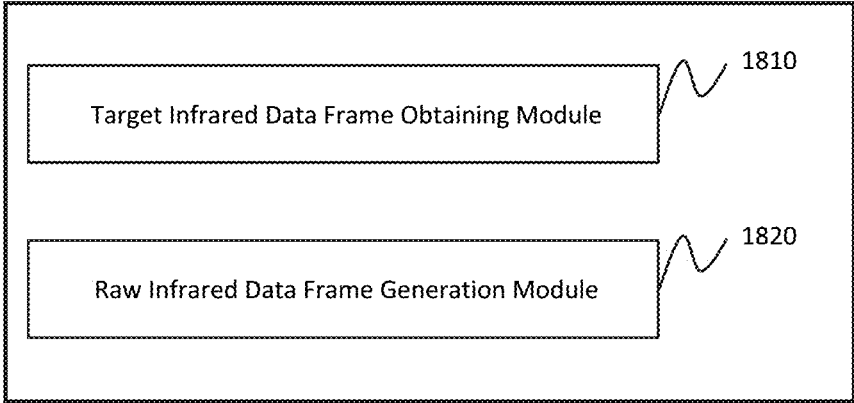 1810
Target Infrared Data Frame Obtaining Module
1820
Raw Infrared Data Frame Generation Module